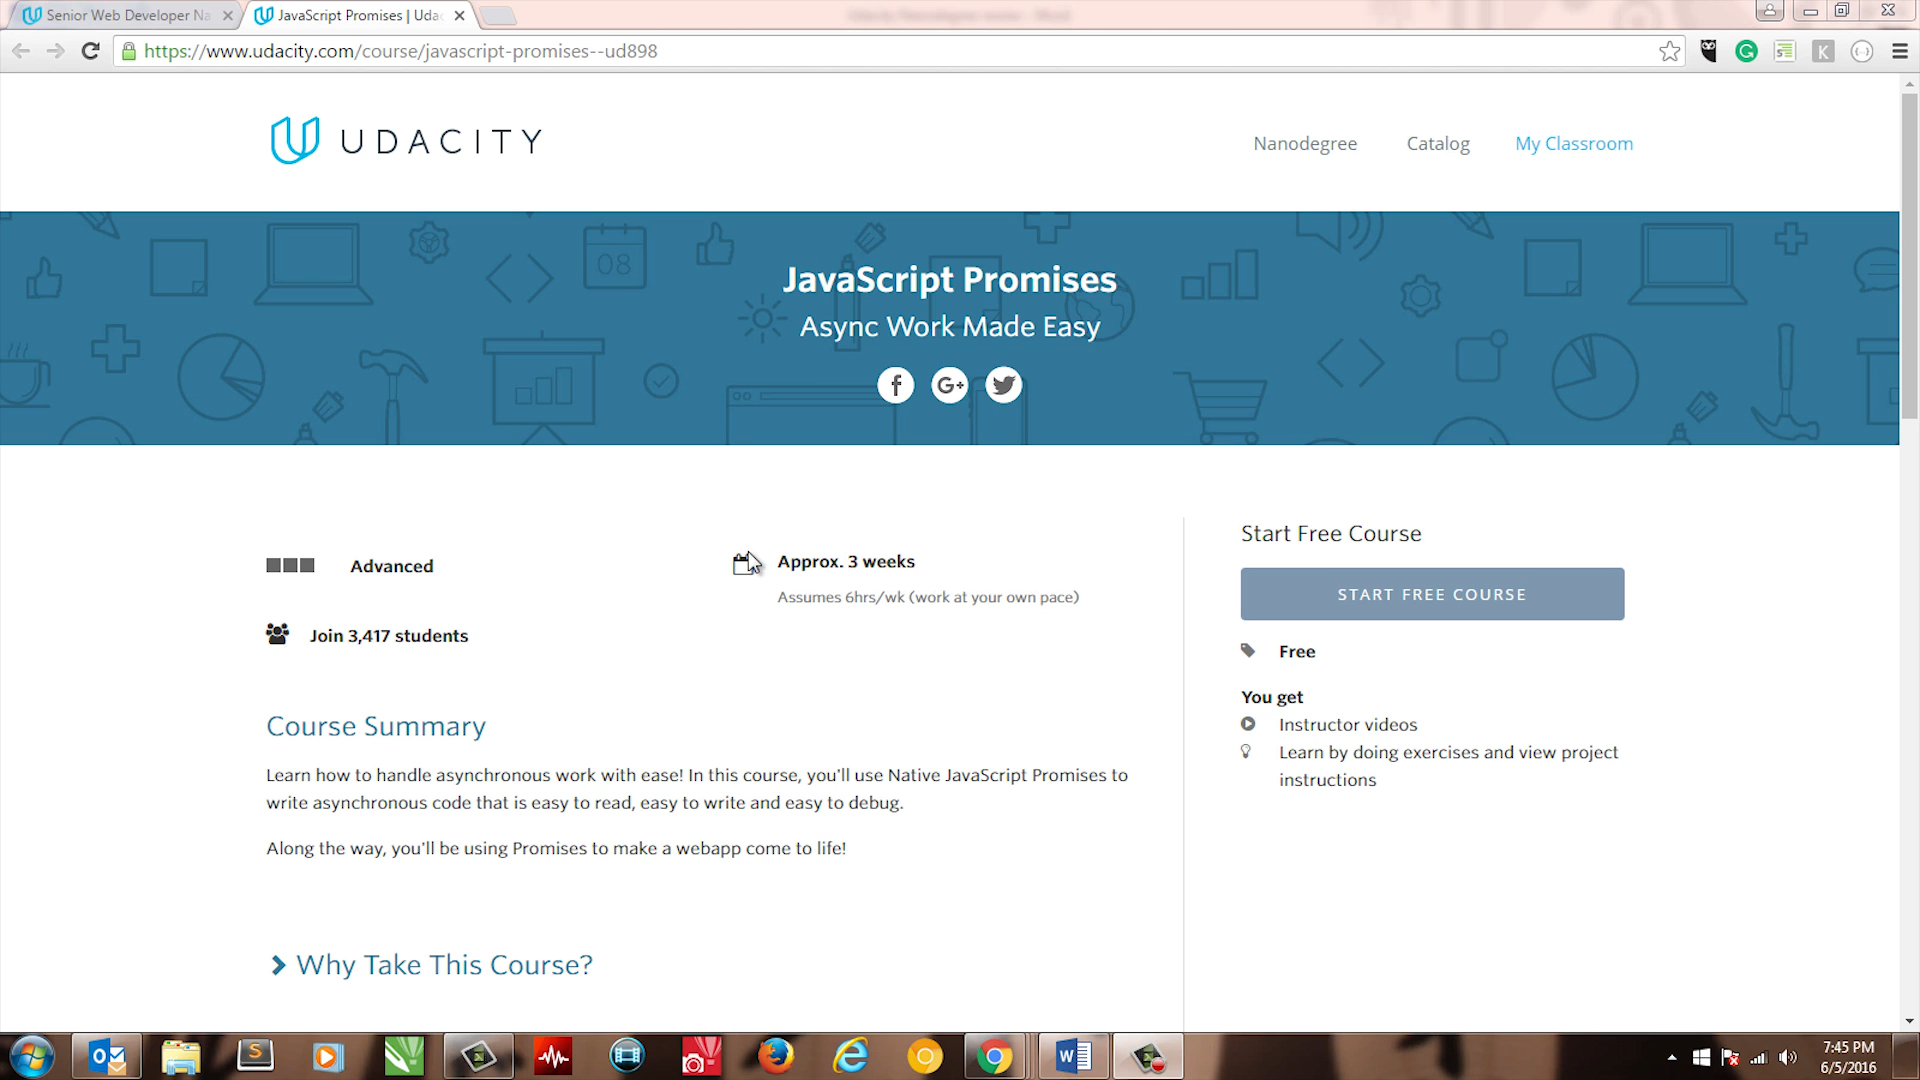 Senior Web Developer Na
JavaScript Promises | Udac
https://www.udacity.com/course/javascript-promises--ud898
UDACITY
Nanodegree
Catalog
My Classroom
08
JavaScript Promises
Async Work Made Easy
f
G+
Advanced
Approx. 3 weeks
Assumes 6hrs/wk (work at your own pace)
Join 3,417 students
Start Free Course
START FREE COURSE
Free
You get
Instructor videos
Learn by doing exercises and view project
instructions
Course Summary
Learn how to handle asynchronous work with ease! In this course, you'll use Native JavaScript Promises to
write asynchronous code that is easy to read, easy to write and easy to debug.
Along the way, you'll be using Promises to make a webapp come to life!
Why Take This Course?
7:45 PM
6/5/2016